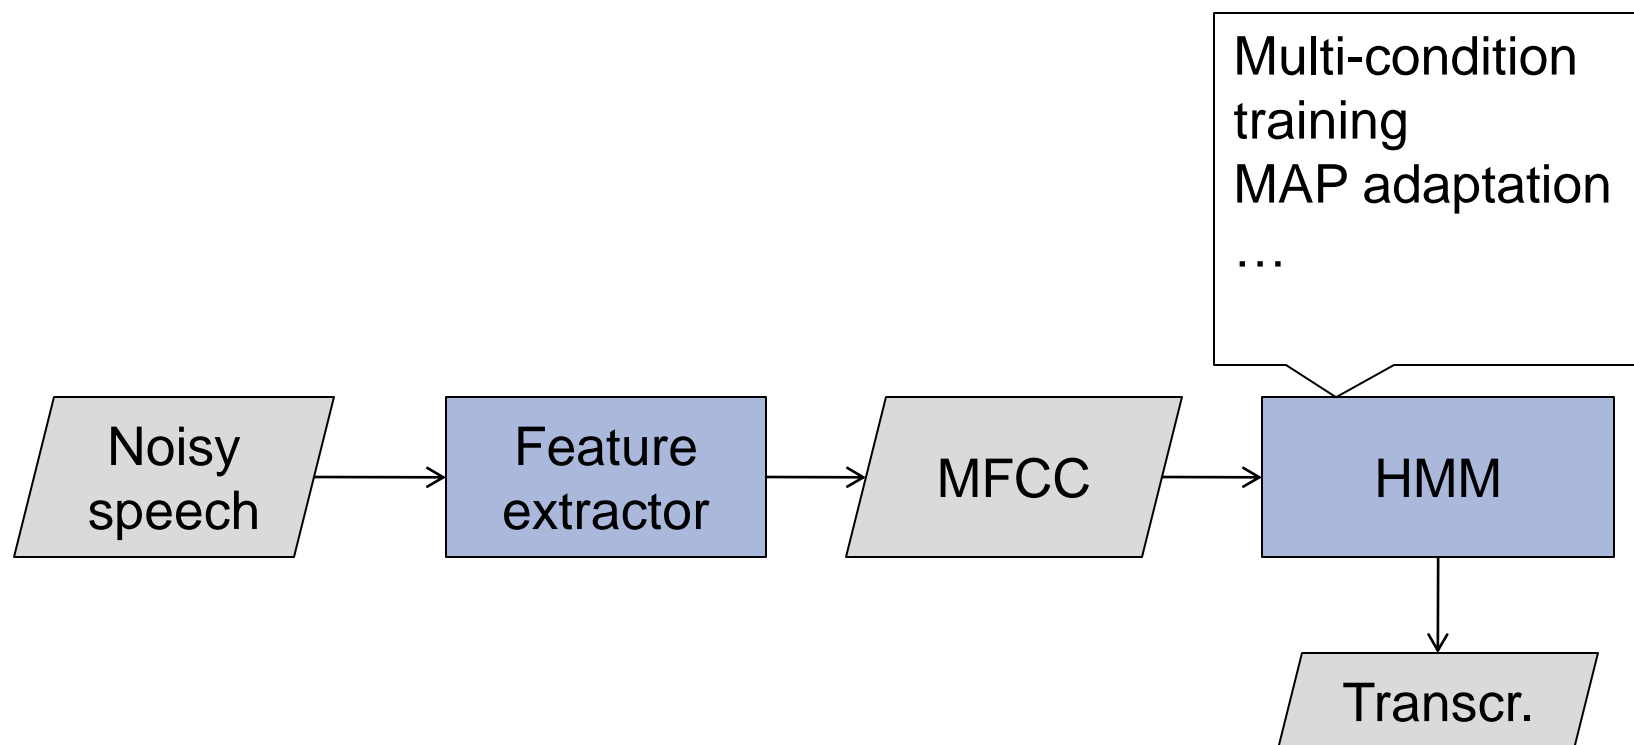 Multi-condition
training
MAP adaptation
…
Noisy
speech
Feature
extractor
MFCC
HMM
Transcr.